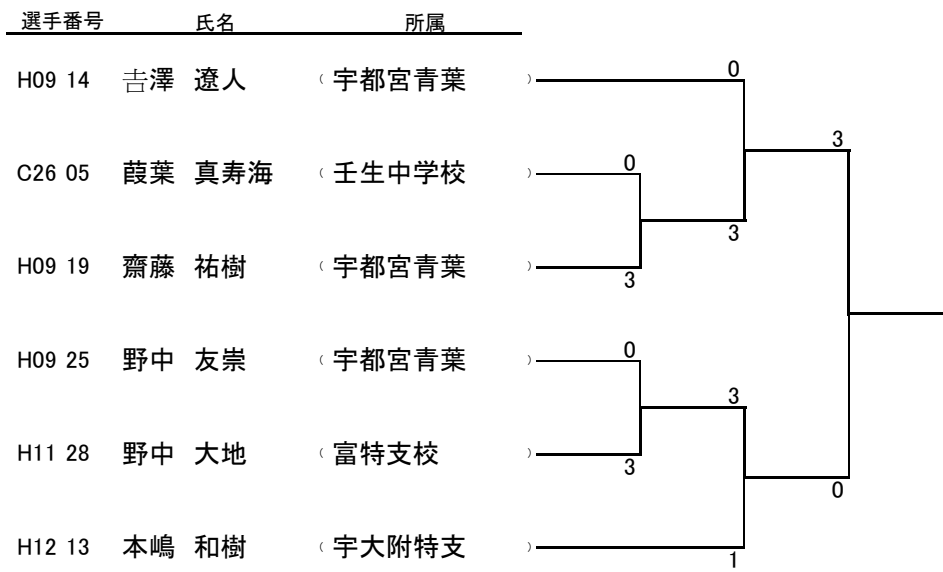 選手番号 氏名 所属
H09 14 𠮷澤 遼人 （宇都宮青葉） 0
3
C26 05 葭葉 真寿海 （壬生中学校） 0
3
H09 19 齋藤 祐樹 （宇都宮青葉） 3
H09 25 野中 友崇 （宇都宮青葉） 0
3
H11 28 野中 大地 （富特支校） 3
0
H12 13 本嶋 和樹 （宇大附特支） 1